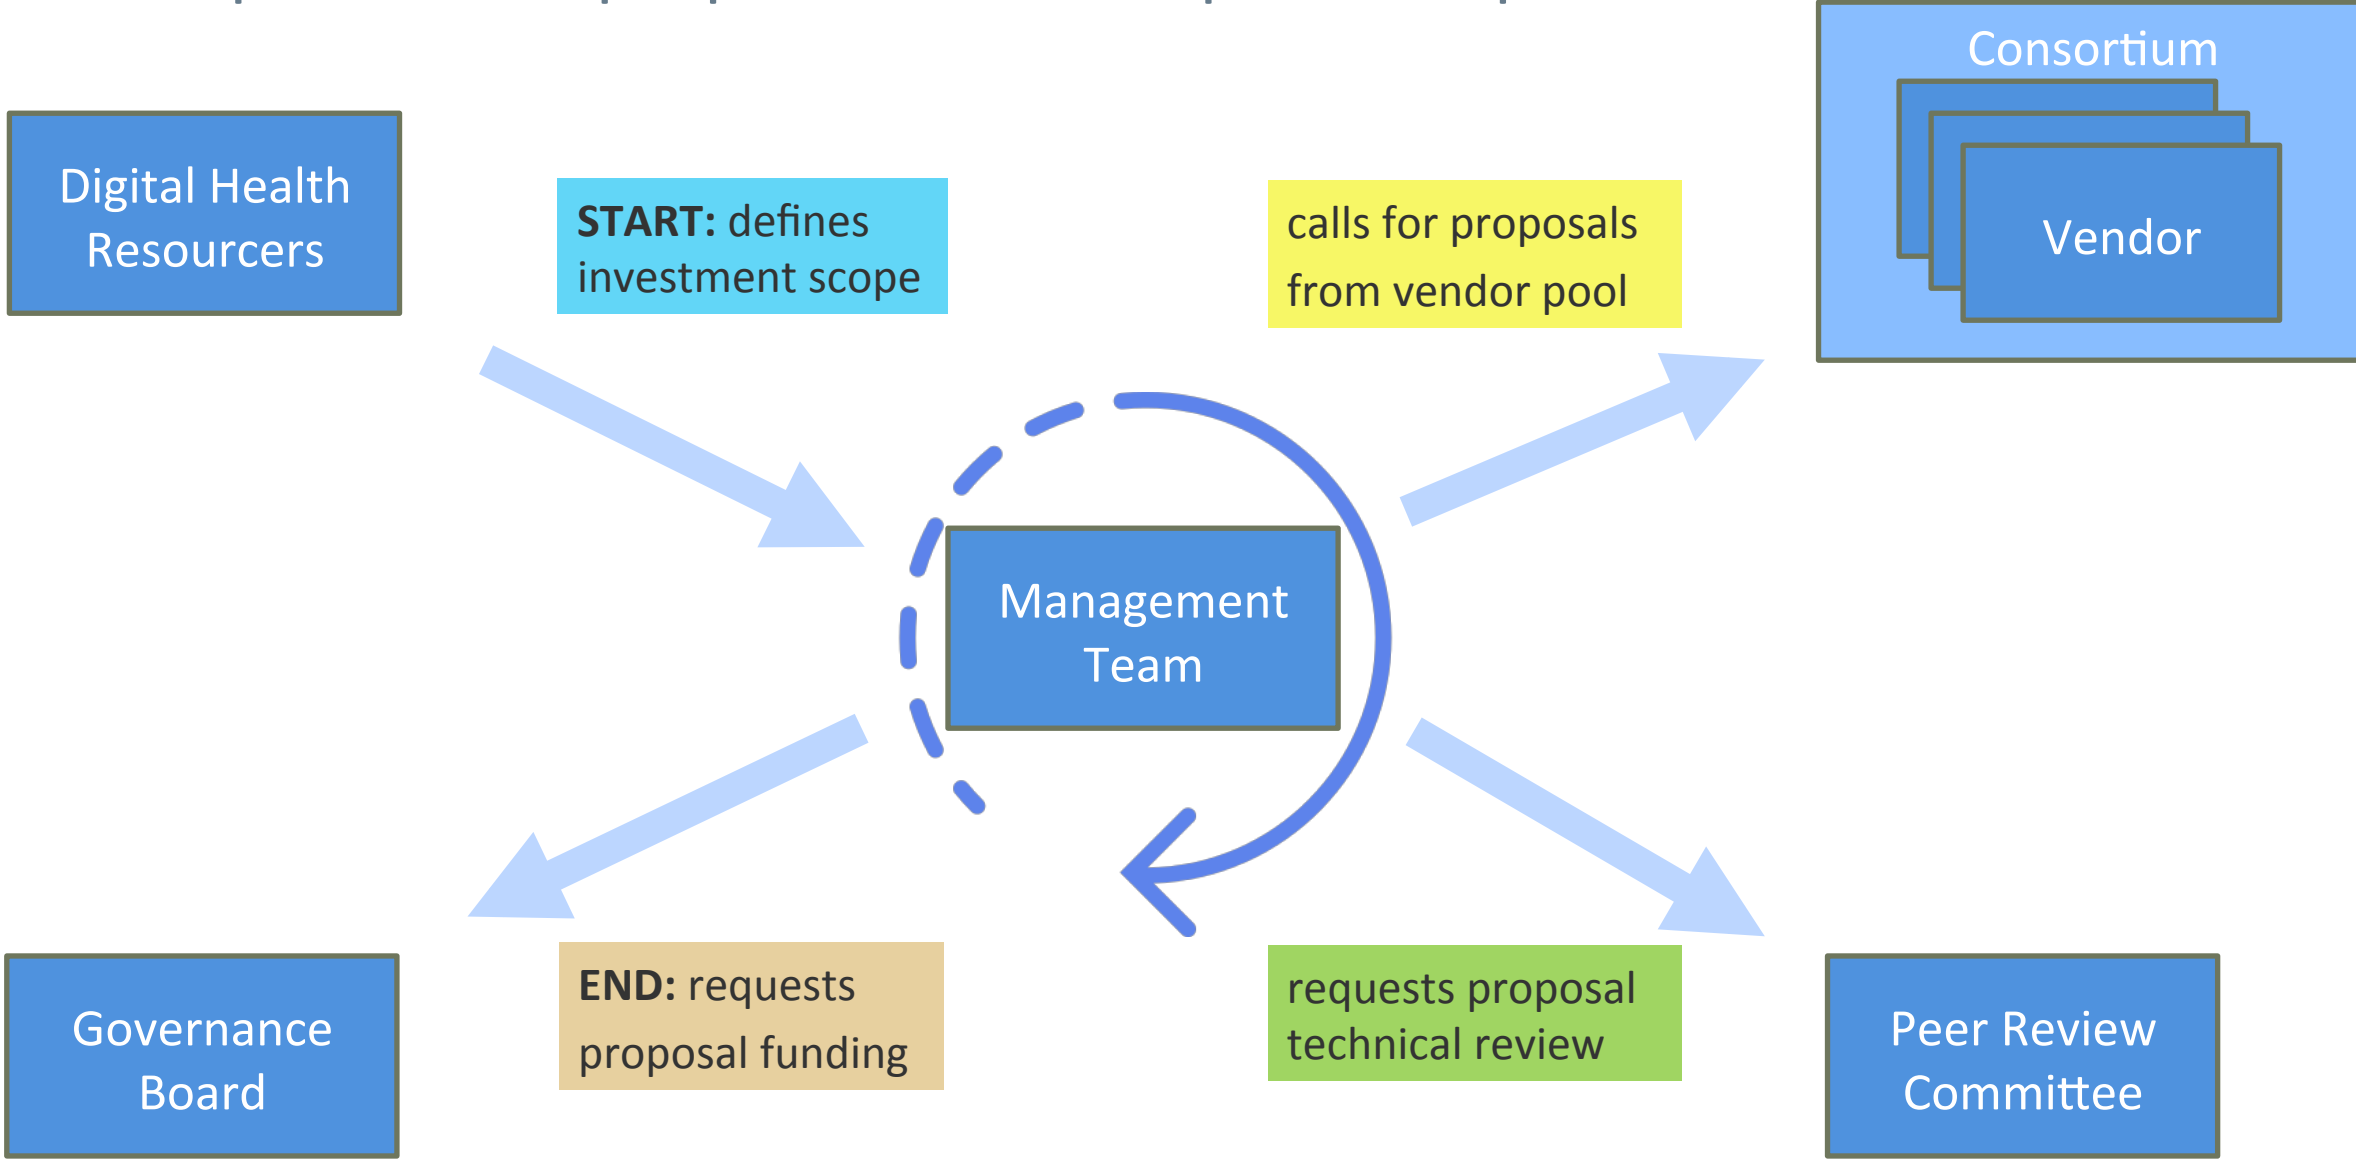 Consortium
Vendor
Digital Health
Resourcers
START: defines
investment scope
calls for proposals
from vendor pool
Management
Team
END: requests
proposal funding
requests proposal
technical review
Governance
Board
Peer Review
Committee